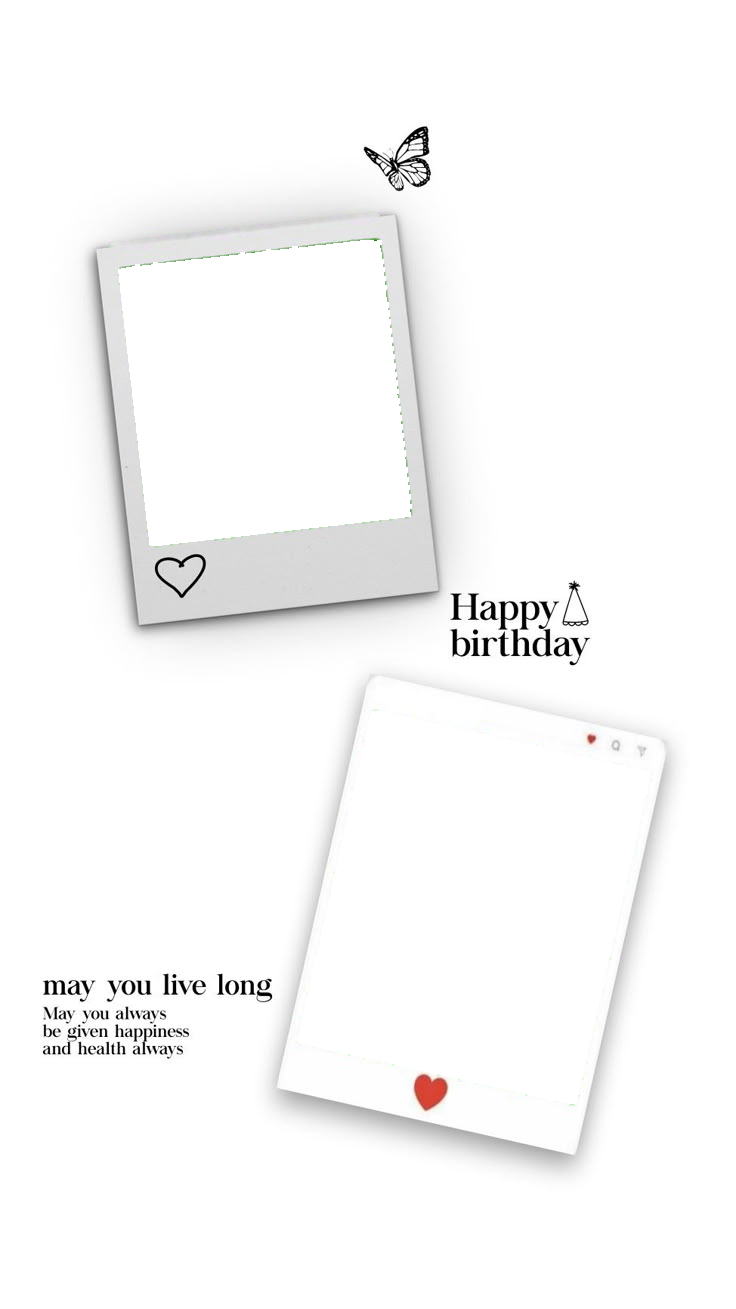 Happy
birthday
may you live long
May you always
be given happiness
and health always